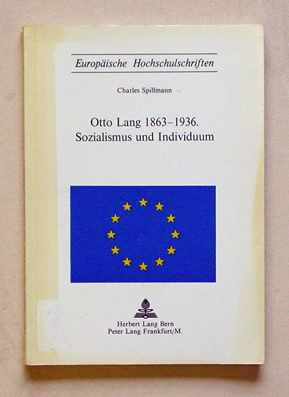 Europäische Hochschulschriften
Charles Spillmann
Otto Lang 1863–1936.
Sozialismus und Individuum
Herbert Lang Bern
Peter Lang Frankfurt/M.